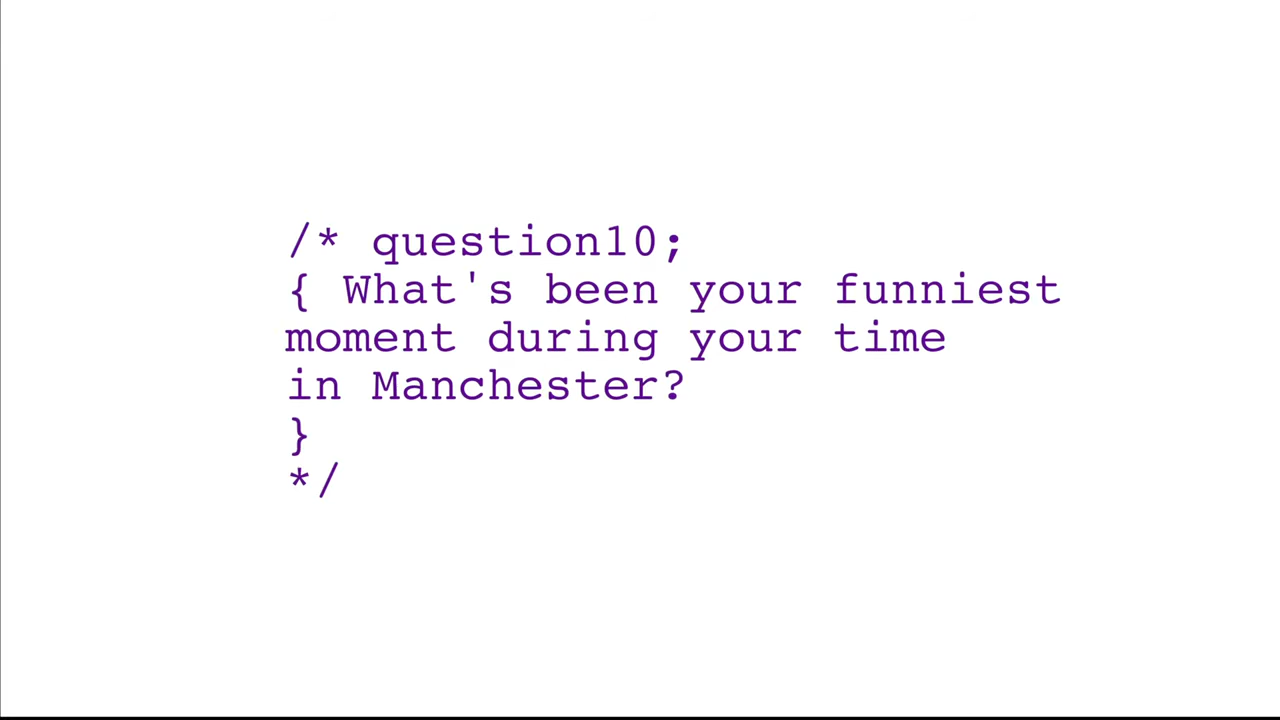 /* question10;
{ What's been your funniest
moment during your time
in Manchester?
}
*/